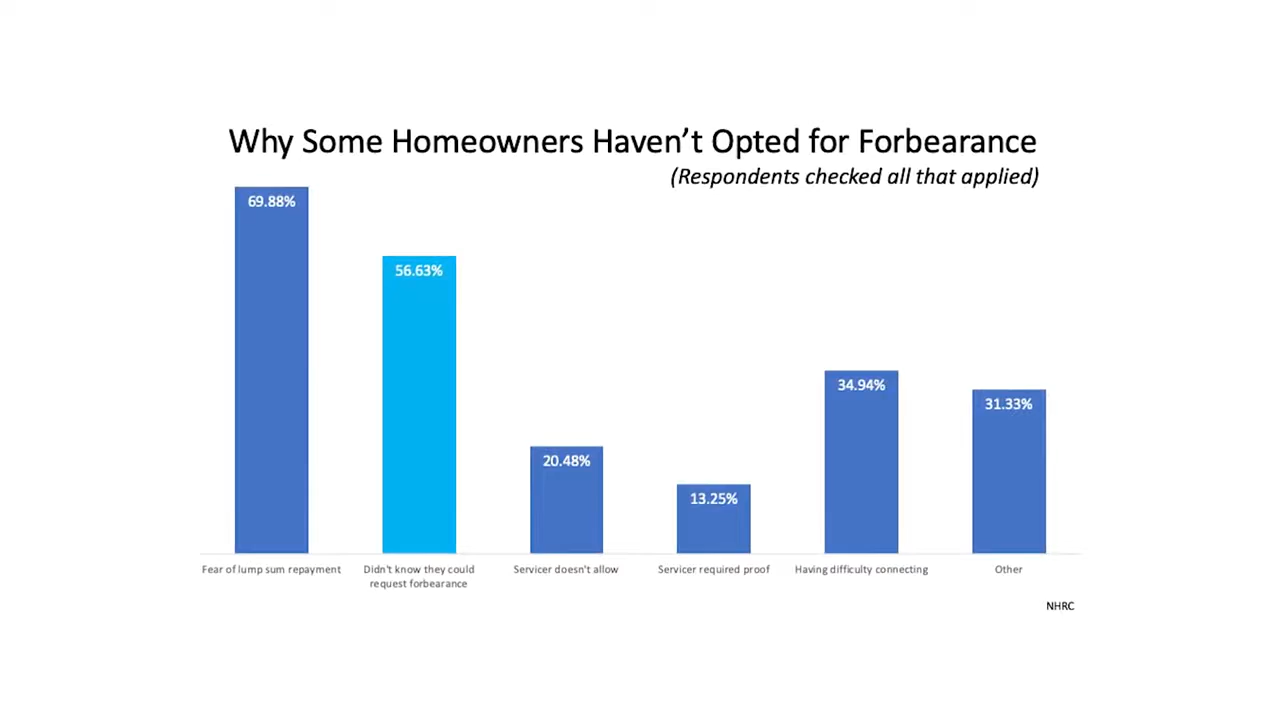 Why Some Homeowners Haven’t Opted for Forbearance
(Respondents checked all that applied)
69.88%
56.63%
20.48%
13.25%
34.94%
31.33%
Fear of lump sum repayment
Didn't know they could
request forbearance
Servicer doesn't allow
Servicer required proof
Having difficulty connecting
Other
NHRC